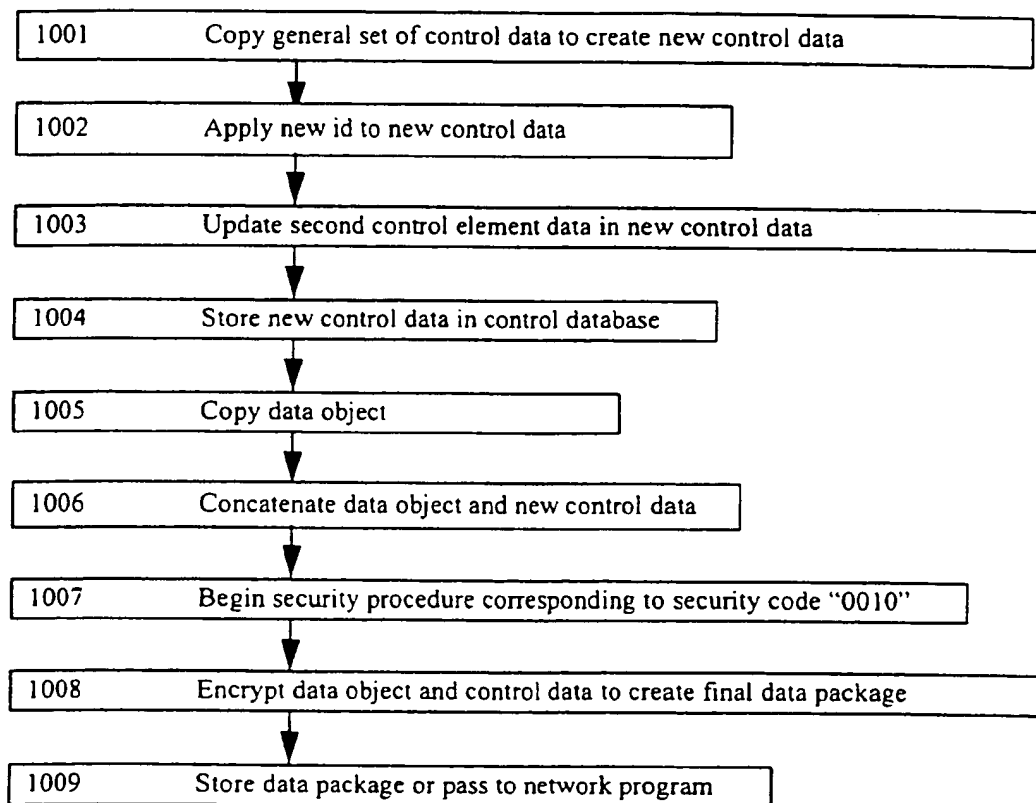 1001 Copy general set of control data to create new control data
1002 Apply new id to new control data
1003 Update second control element data in new control data
1004 Store new control data in control database
1005 Copy data object
1006 Concatenate data object and new control data
1007 Begin security procedure corresponding to security code “0010”
1008 Encrypt data object and control data to create final data package
1009 Store data package or pass to network program